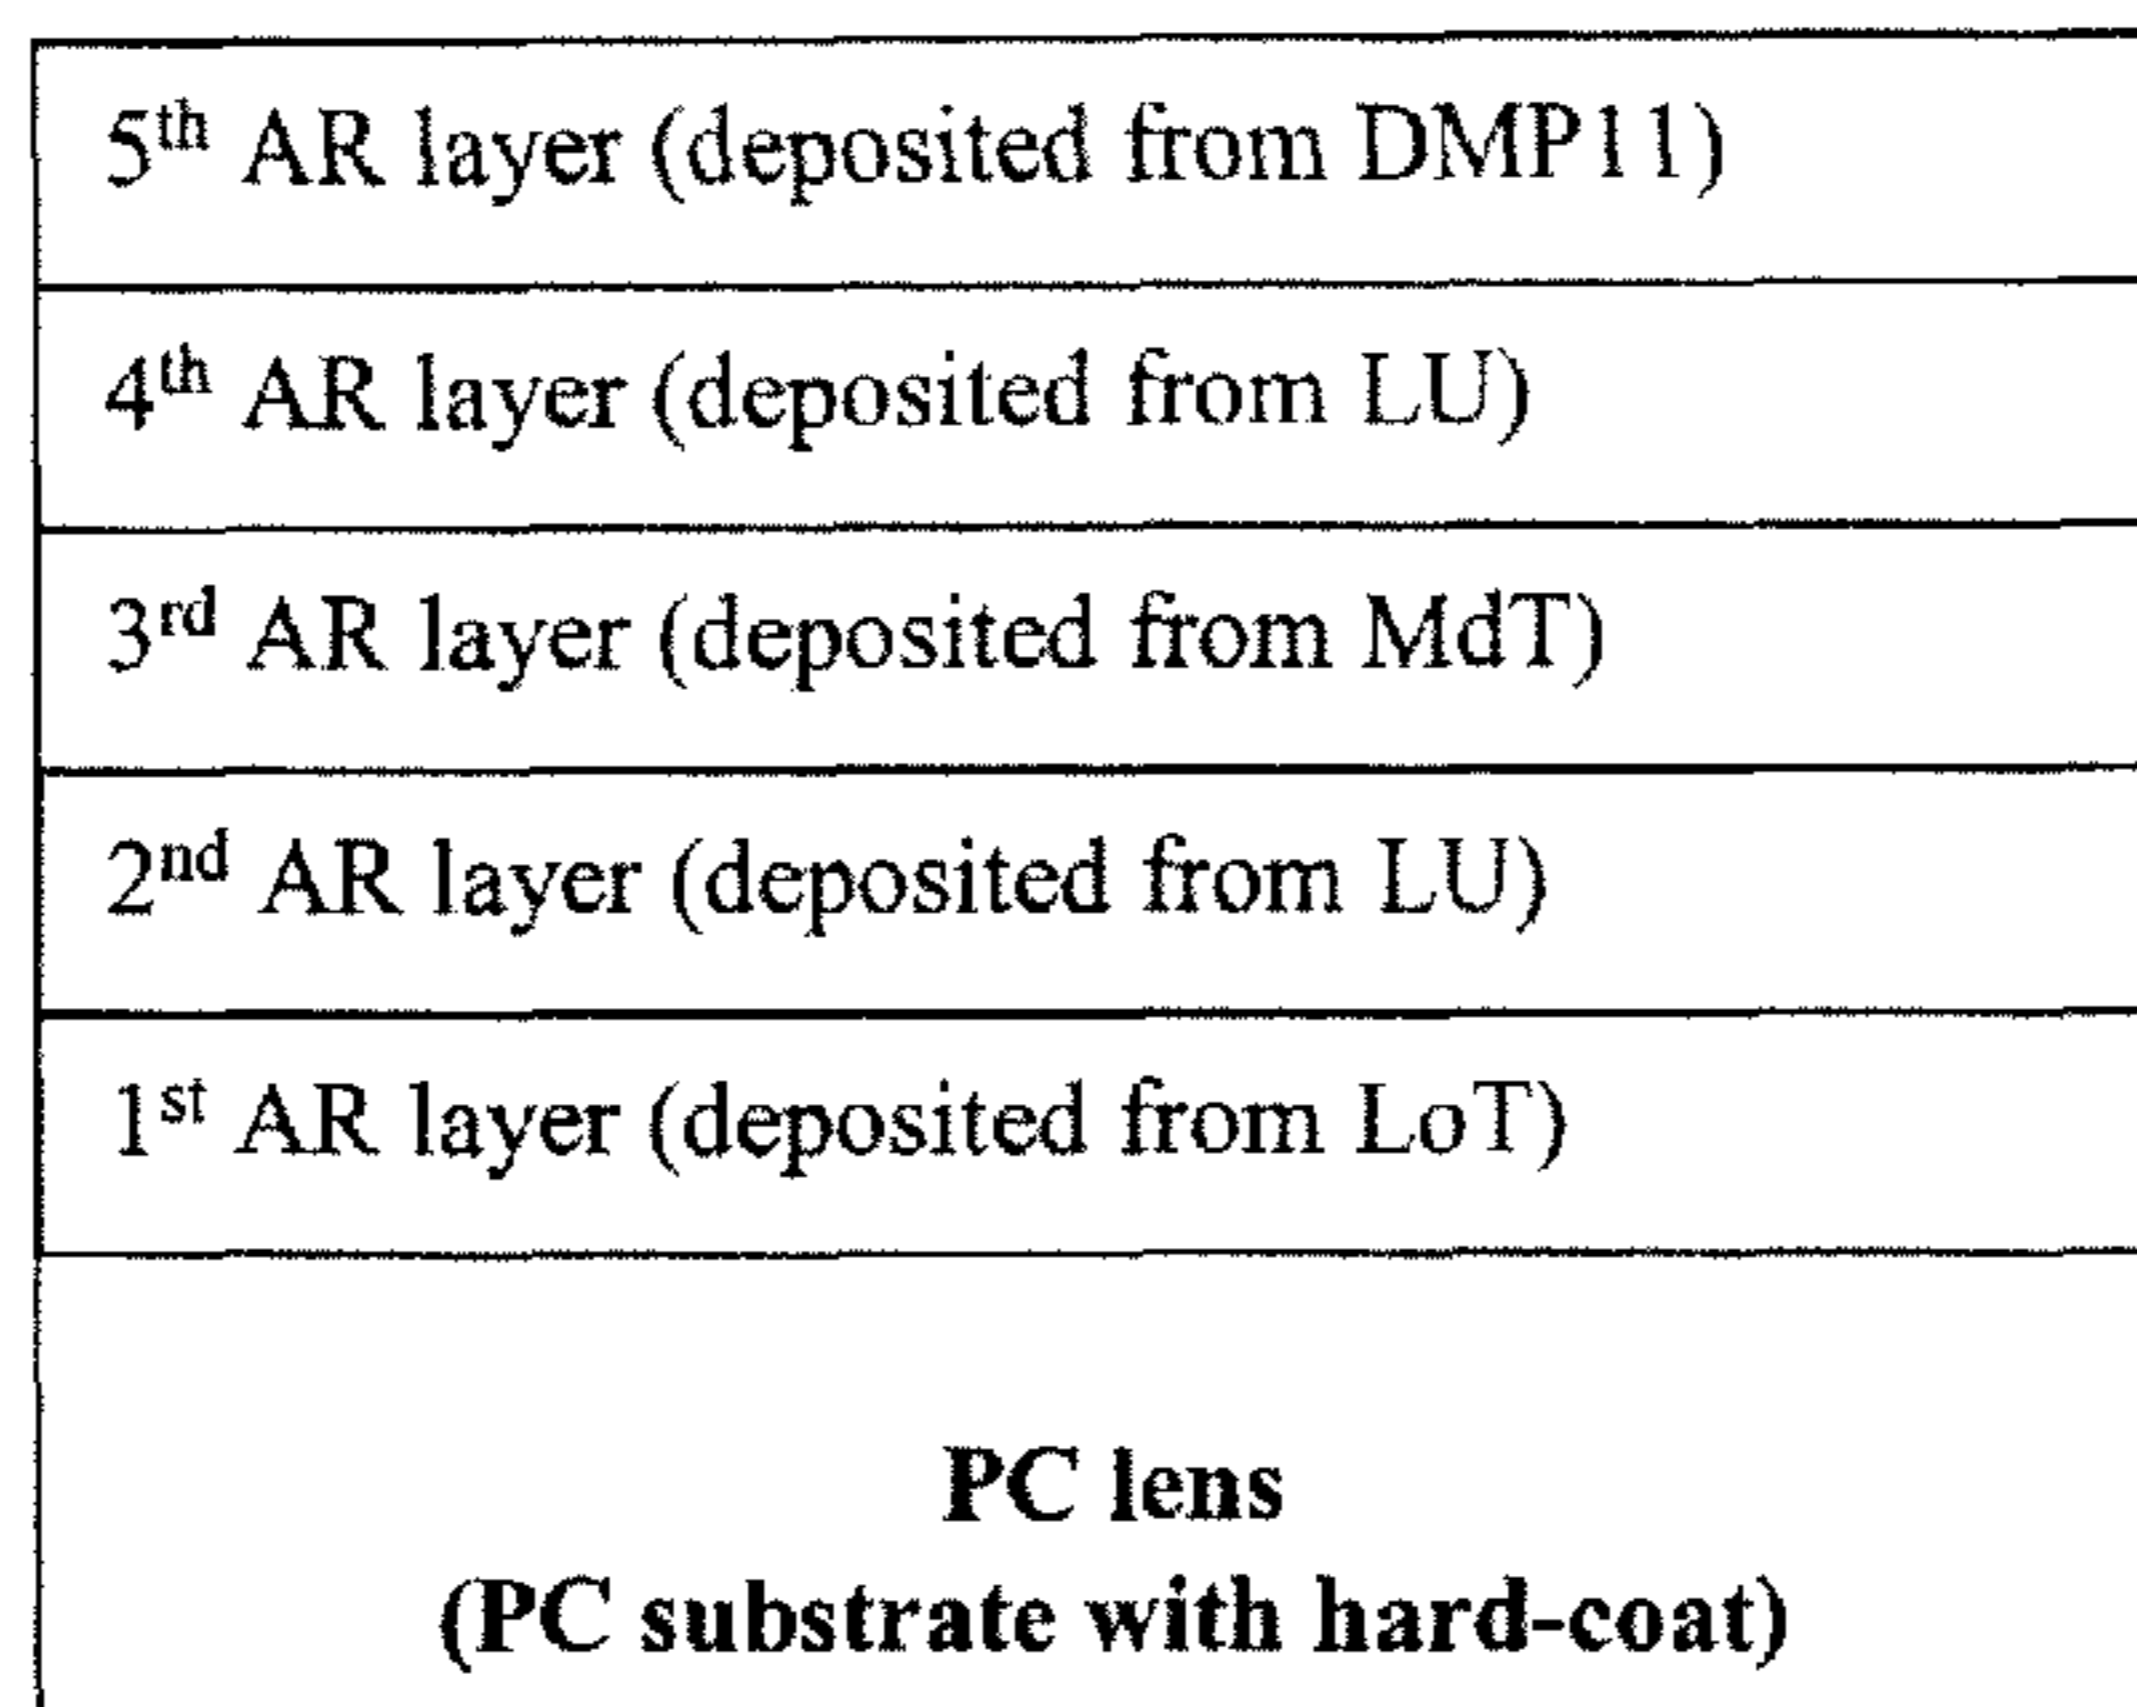 5th AR layer (deposited from DMP11)
4th AR layer (deposited from LU)
3rd AR layer (deposited from MdT)
2nd AR layer (deposited from LU)
1st AR layer (deposited from LoT)
PC lens
(PC substrate with hard-coat)